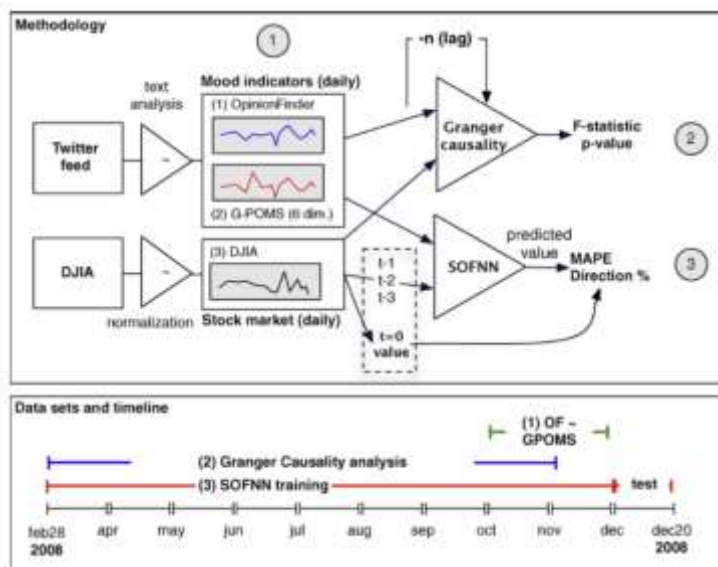 Methodology
1
-n (lag)
text
analysis
Mood indicators (daily)
(1) OpinionFinder
Twitter
feed
~
Granger
causality
F-statistic
p-value
2
(2) G-POMS (6 dim.)
DJIA
~
(3) DJIA
normalization
Stock market (daily)
t-1
t-2
t-3
t=0
value
SOFNN
predicted
value
MAPE
Direction %
3
Data sets and timeline
(1) OF ~
GPOMS
(2) Granger Causality analysis
(3) SOFNN training
test
feb28 apr may jun jul aug sep oct nov dec dec20
2008 2008